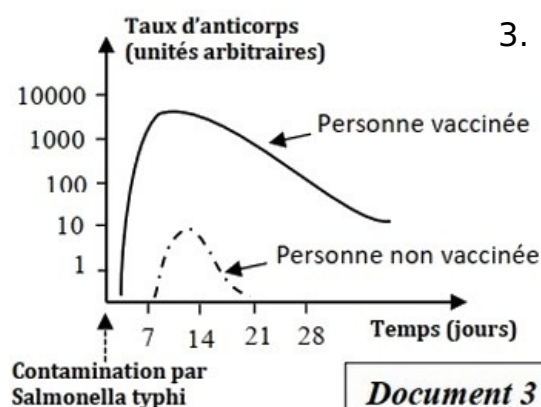 Taux d'anticorps
(unités arbitraires)
3.
10000
1000
100
10
1
Personne vaccinée
Personne non vaccinée
7 14 21 28
Temps (jours)
Contamination par
Salmonella typhi
Document 3